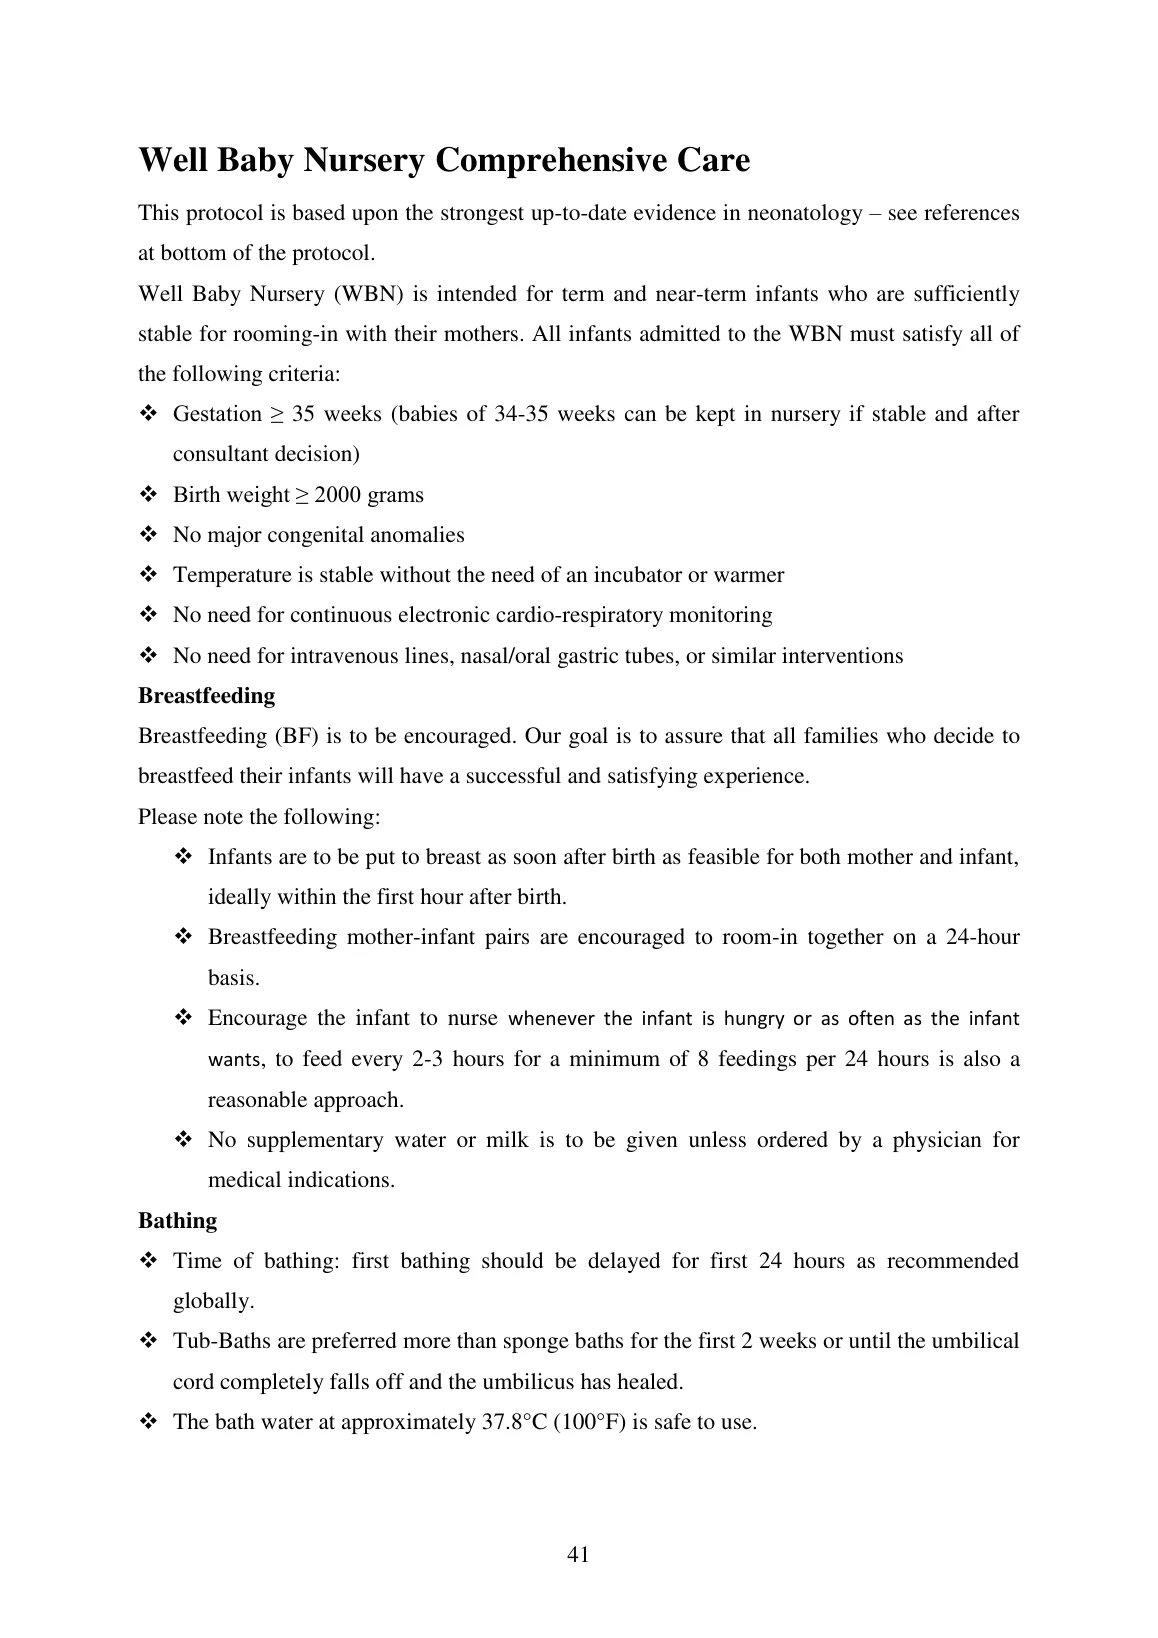 Well Baby Nursery Comprehensive Care
This protocol is based upon the strongest up-to-date evidence in neonatology – see references
at bottom of the protocol.
Well Baby Nursery (WBN) is intended for term and near-term infants who are sufficiently
stable for rooming-in with their mothers. All infants admitted to the WBN must satisfy all of
the following criteria:
❖ Gestation ≥ 35 weeks (babies of 34-35 weeks can be kept in nursery if stable and after
consultant decision)
❖ Birth weight ≥ 2000 grams
❖ No major congenital anomalies
❖ Temperature is stable without the need of an incubator or warmer
❖ No need for continuous electronic cardio-respiratory monitoring
❖ No need for intravenous lines, nasal/oral gastric tubes, or similar interventions
Breastfeeding
Breastfeeding (BF) is to be encouraged. Our goal is to assure that all families who decide to
breastfeed their infants will have a successful and satisfying experience.
Please note the following:
❖ Infants are to be put to breast as soon after birth as feasible for both mother and infant,
ideally within the first hour after birth.
❖ Breastfeeding mother-infant pairs are encouraged to room-in together on a 24-hour
basis.
❖ Encourage the infant to nurse whenever the infant is hungry or as often as the infant
wants, to feed every 2-3 hours for a minimum of 8 feedings per 24 hours is also a
reasonable approach.
❖ No supplementary water or milk is to be given unless ordered by a physician for
medical indications.
Bathing
❖ Time of bathing: first bathing should be delayed for first 24 hours as recommended
globally.
❖ Tub-Baths are preferred more than sponge baths for the first 2 weeks or until the umbilical
cord completely falls off and the umbilicus has healed.
❖ The bath water at approximately 37.8°C (100°F) is safe to use.
41